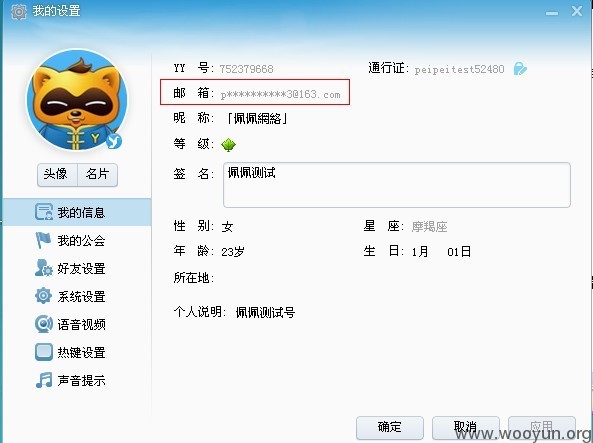 我的设置
YY 号: 752379668 通行证: peipeitest52480
邮 箱: p**********3@163.com
昵 称: 「佩佩網絡」
等 级:
签 名: 佩佩测试
头像 名片
性 别: 女 星 座: 摩羯座
年 龄: 23岁 生 日: 1月 01日
所在地:
个人说明: 佩佩测试号
我的信息
我的公会
好友设置
系统设置
语音视频
热键设置
声音提示
确定 取消 应用
www.wooyun.org